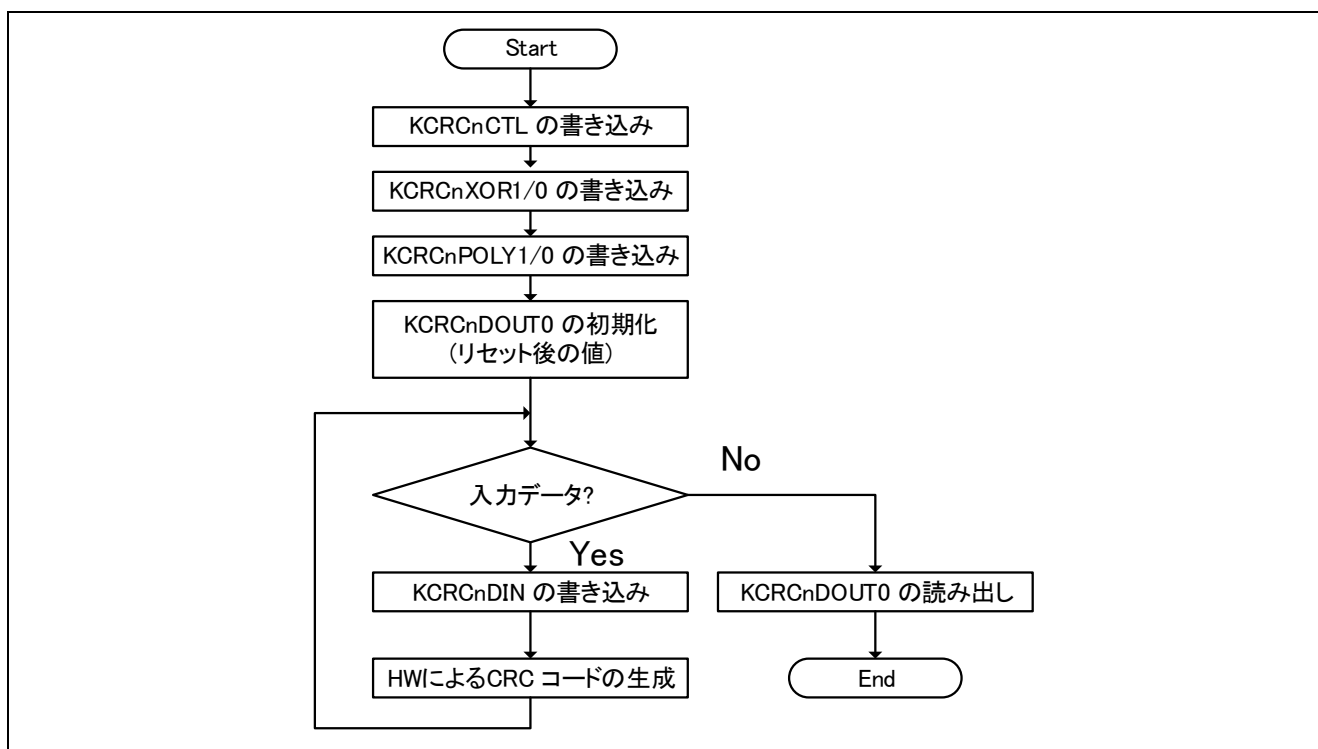 Start
KCRCnCTL の書き込み
KCRCnXOR1/0 の書き込み
KCRCnPOLY1/0 の書き込み
KCRCnDOUT0 の初期化
(リセット後の値)
入力データ?
No
Yes
KCRCnDIN の書き込み
KCRCnDOUT0 の読み出し
HWによるCRC コードの生成
End